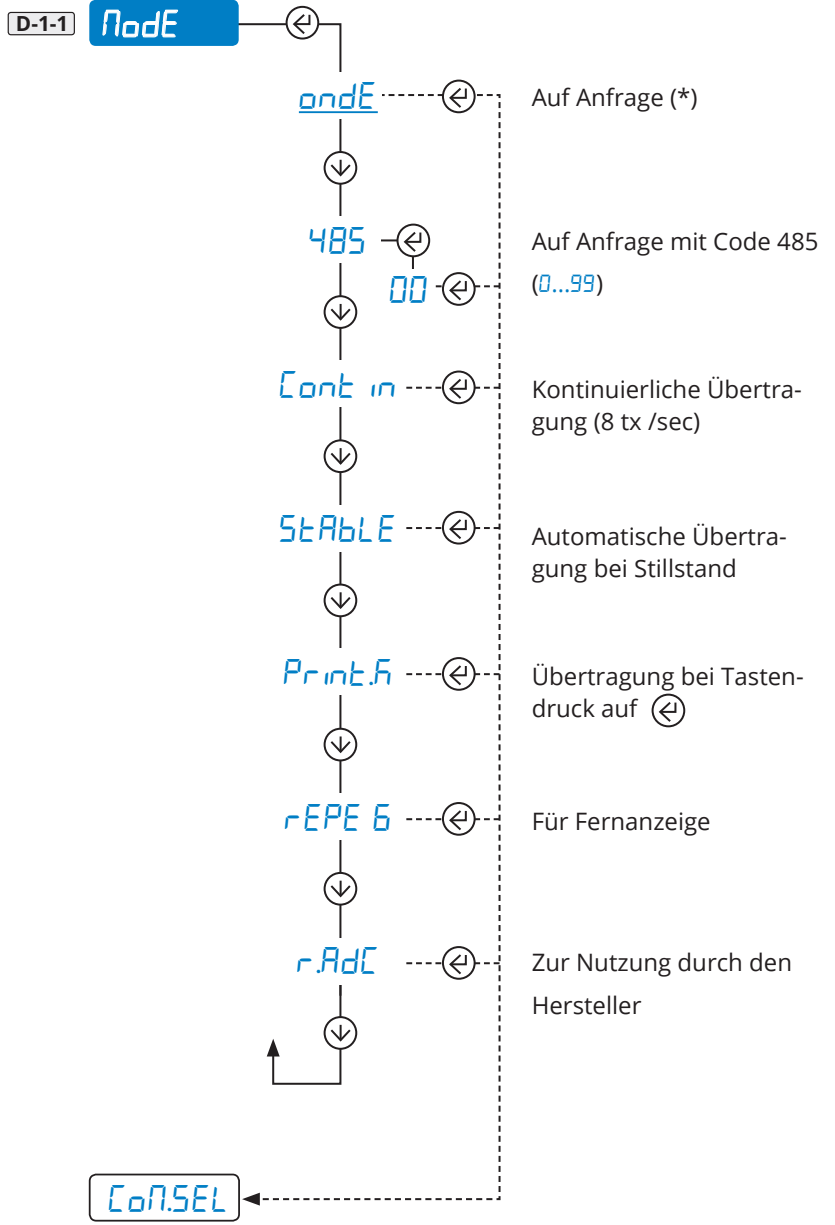 D-1-1 ModE
ondE Auf Anfrage (*)
485 Auf Anfrage mit Code 485
00 (0...99)
Contin Kontinuierliche Übertra-
gung (8 tx /sec)
StAbLE Automatische Übertra-
gung bei Stillstand
Print.K Übertragung bei Tasten-
druck auf
rEPE 6 Für Fernanzeige
r.AdC Zur Nutzung durch den
Hersteller
CoM.SEL